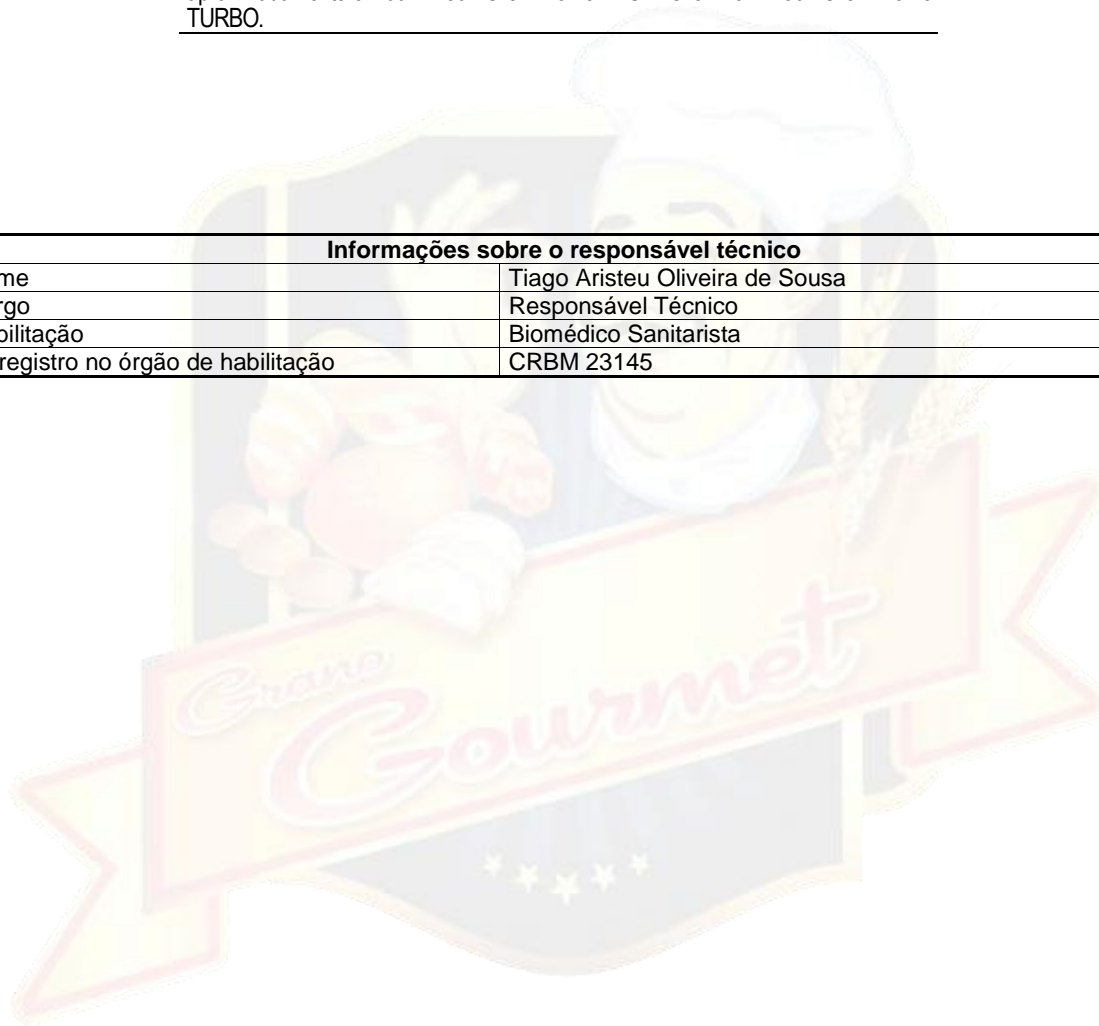 TURBO.
Informações sobre o responsável técnico
me Tiago Aristeu Oliveira de Sousa
rgo Responsável Técnico
bilitação Biomédico Sanitarista
registro no órgão de habilitação CRBM 23145
Grano
Gourmet